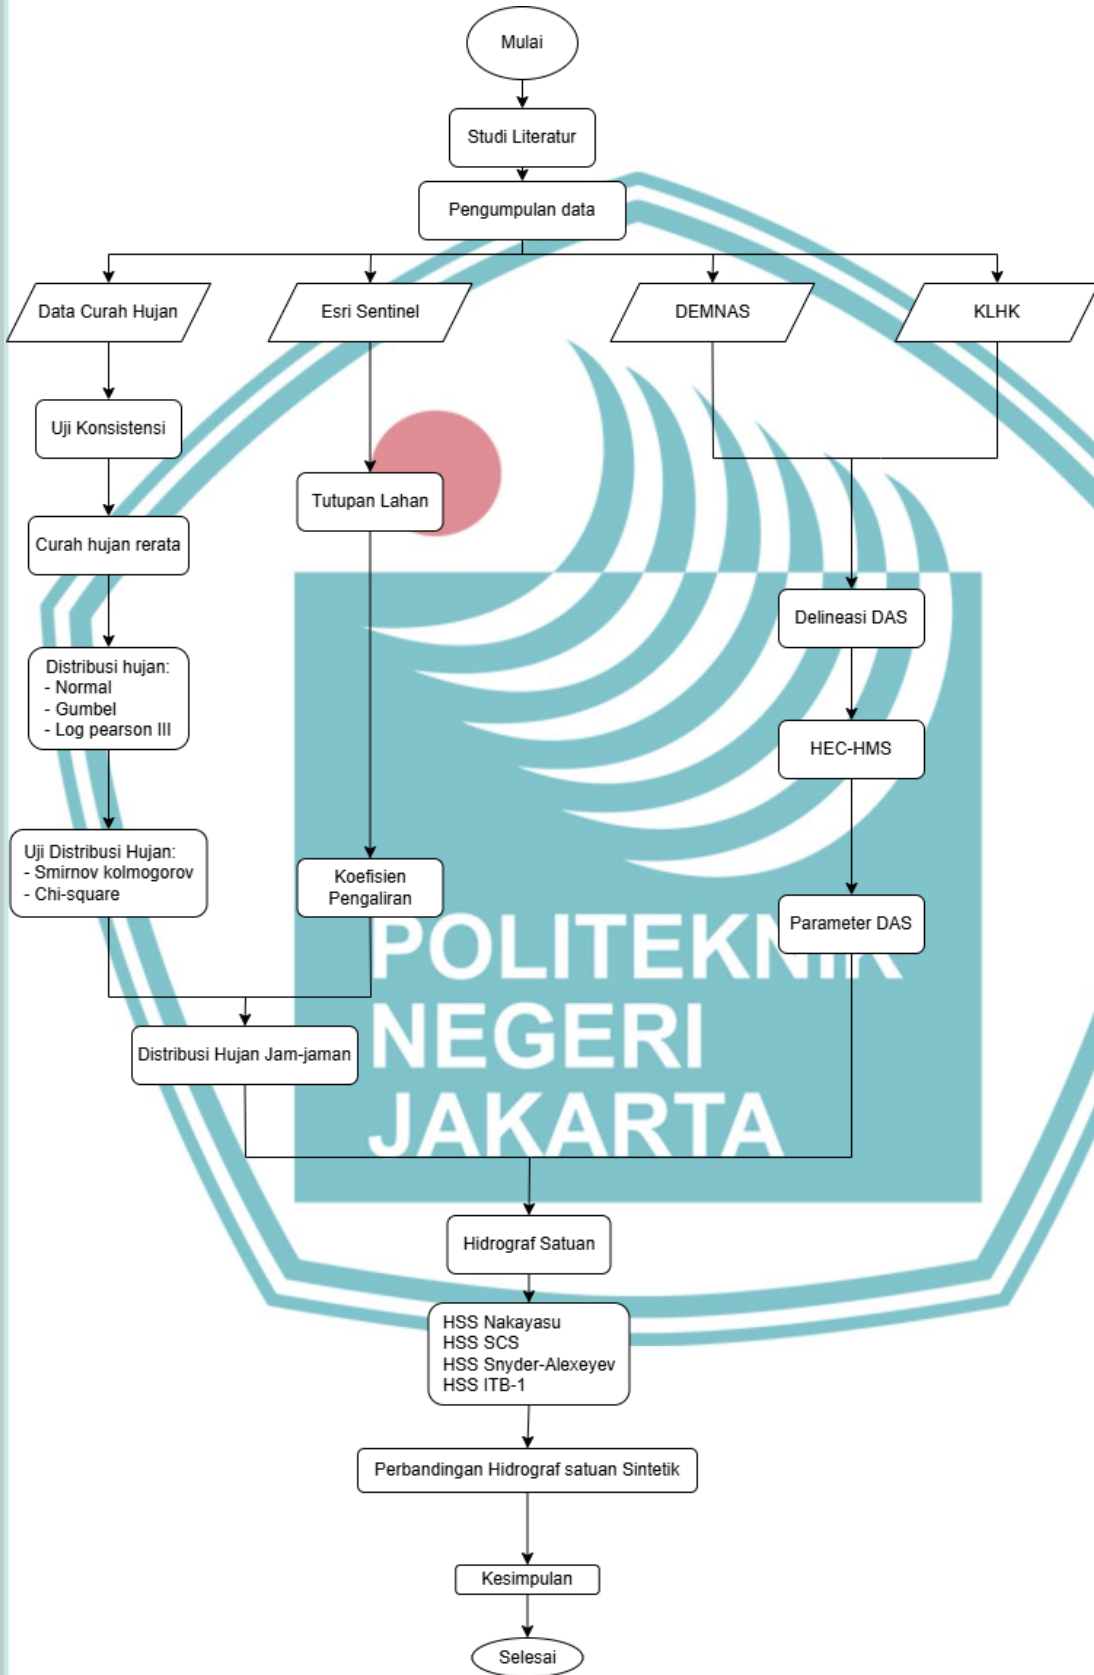 Mulai
Studi Literatur
Pengumpulan data
Data Curah Hujan
Esri Sentinel
DEMNAS
KLHK
Uji Konsistensi
Tutupan Lahan
Curah hujan rerata
Delineasi DAS
Distribusi hujan:
- Normal
- Gumbel
- Log pearson III
HEC-HMS
Uji Distribusi Hujan:
- Smirnov kolmogorov
- Chi-square
Koefisien
Pengaliran
Parameter DAS
POLITEKNIK
NEGERI
JAKARTA
Distribusi Hujan Jam-jaman
Hidrograf Satuan
HSS Nakayasu
HSS SCS
HSS Snyder-Alexeyev
HSS ITB-1
Perbandingan Hidrograf satuan Sintetik
Kesimpulan
Selesai